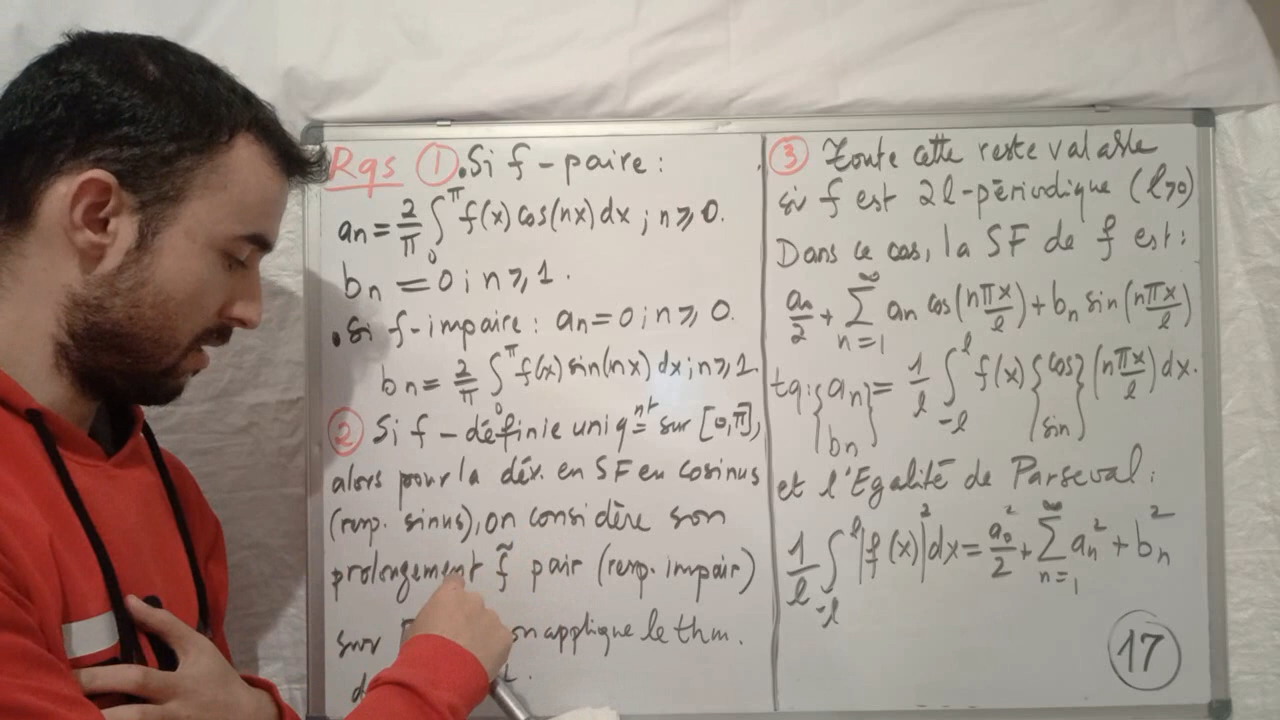 Rqs ① • Si f - paire :
an = 2/π ∫₀^π f(x) cos(nx) dx ; n ≥ 0.
bn = 0 ; n ≥ 1.
• Si f - impaire : an = 0 ; n ≥ 0.
bn = 2/π ∫₀^π f(x) sin(nx) dx ; n ≥ 1
② Si f - définie uniqnt sur [0,π],
alors pour la dév. en SF en cosinus
(resp. sinus), on considère son
prolongement f̃ pair (resp. impair)
sur [ on applique le thm.
d
③ Toute cette reste valable
si f est 2l-périodique (l>0)
Dans ce cas, la SF de f est :
a₀/2 + ∑_{n=1}^∞ an cos(nπx/l) + bn sin(nπx/l)
tq : {an bn} = 1/l ∫_{-l}^l f(x) {cos sin} (nπx/l) dx.
et l'Egalité de Parseval :
1/l ∫_{-l}^l |f(x)|² dx = a₀²/2 + ∑_{n=1}^∞ an² + bn²
17